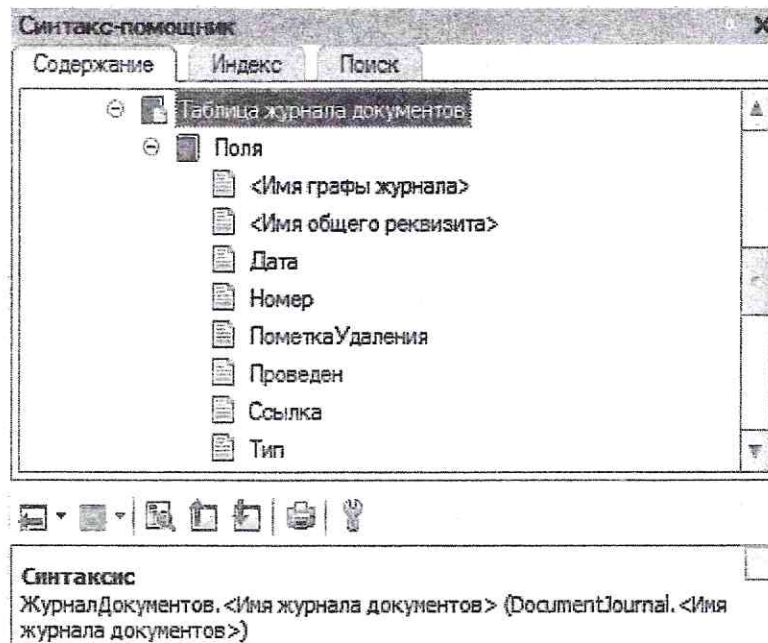 Синтакс-помощник
Содержание Индекс Поиск
Таблица журнала документов
Поля
<Имя графы журнала>
<Имя общего реквизита>
Дата
Номер
ПометкаУдаления
Проведен
Ссылка
Тип
Синтаксис
ЖурналДокументов.<Имя журнала документов> (DocumentJournal.<Имя
журнала документов>)